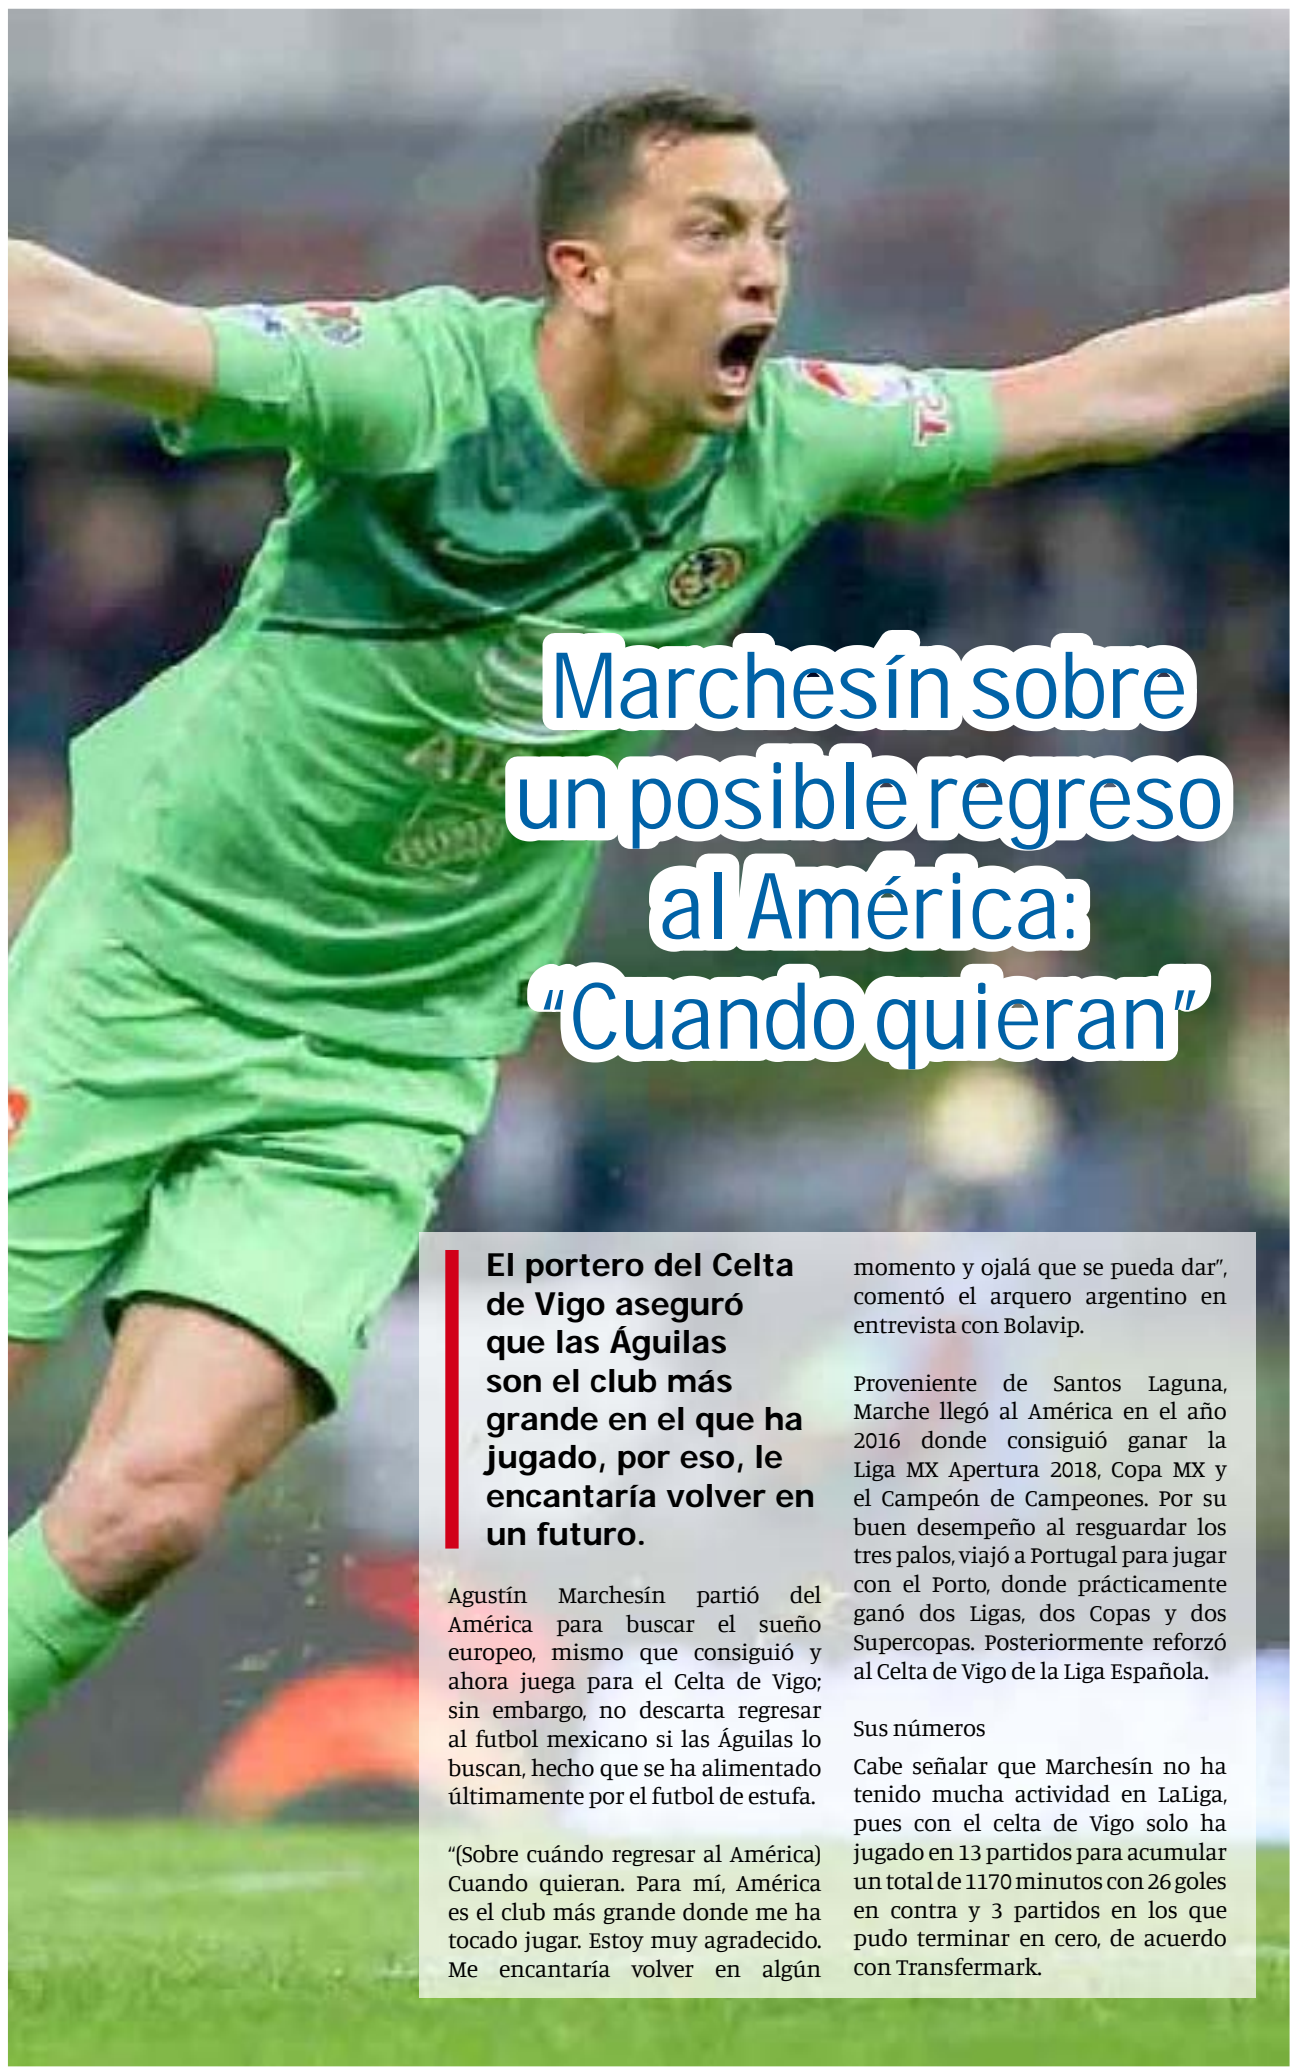 TCL
AT&
HOME
Marchesín sobre
un posible regreso
al América:
“Cuando quieran”
El portero del Celta
de Vigo aseguró
que las Águilas
son el club más
grande en el que ha
jugado, por eso, le
encantaría volver en
un futuro.
Agustín Marchesín partió del
América para buscar el sueño
europeo, mismo que consiguió y
ahora juega para el Celta de Vigo;
sin embargo, no descarta regresar
al futbol mexicano si las Águilas lo
buscan, hecho que se ha alimentado
últimamente por el futbol de estufa.
“(Sobre cuándo regresar al América)
Cuando quieran. Para mí, América
es el club más grande donde me ha
tocado jugar. Estoy muy agradecido.
Me encantaría volver en algún
momento y ojalá que se pueda dar”,
comentó el arquero argentino en
entrevista con Bolavip.
Proveniente de Santos Laguna,
Marche llegó al América en el año
2016 donde consiguió ganar la
Liga MX Apertura 2018, Copa MX y
el Campeón de Campeones. Por su
buen desempeño al resguardar los
tres palos, viajó a Portugal para jugar
con el Porto, donde prácticamente
ganó dos Ligas, dos Copas y dos
Supercopas. Posteriormente reforzó
al Celta de Vigo de la Liga Española.
Sus números
Cabe señalar que Marchesín no ha
tenido mucha actividad en LaLiga,
pues con el celta de Vigo solo ha
jugado en 13 partidos para acumular
un total de 1170 minutos con 26 goles
en contra y 3 partidos en los que
pudo terminar en cero, de acuerdo
con Transfermark.